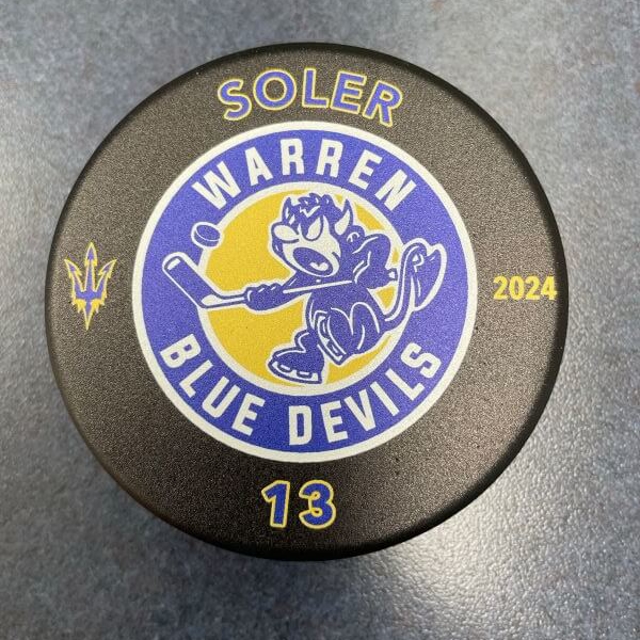 SOLER
WARREN
2024
BLUE DEVILS
13